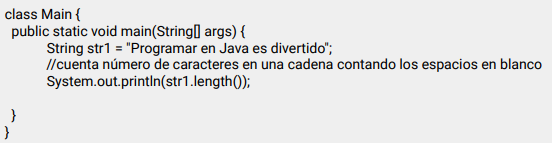 class Main {
public static void main(String[] args) {
String str1 = "Programar en Java es divertido";
//cuenta número de caracteres en una cadena contando los espacios en blanco
System.out.println(str1.length());
}
}